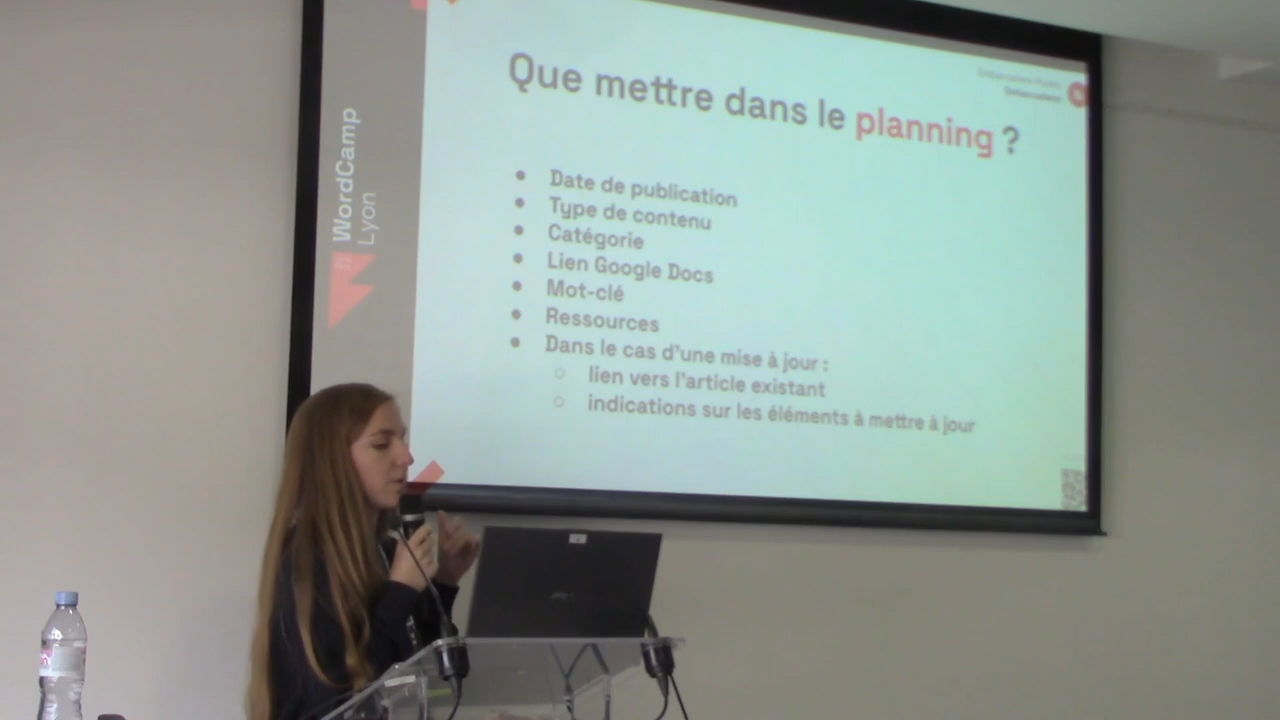 WordCamp
Lyon
Que mettre dans le planning ?
● Date de publication
● Type de contenu
● Catégorie
● Lien Google Docs
● Mot-clé
● Ressources
● Dans le cas d'une mise à jour :
○ lien vers l'article existant
○ indications sur les éléments à mettre à jour